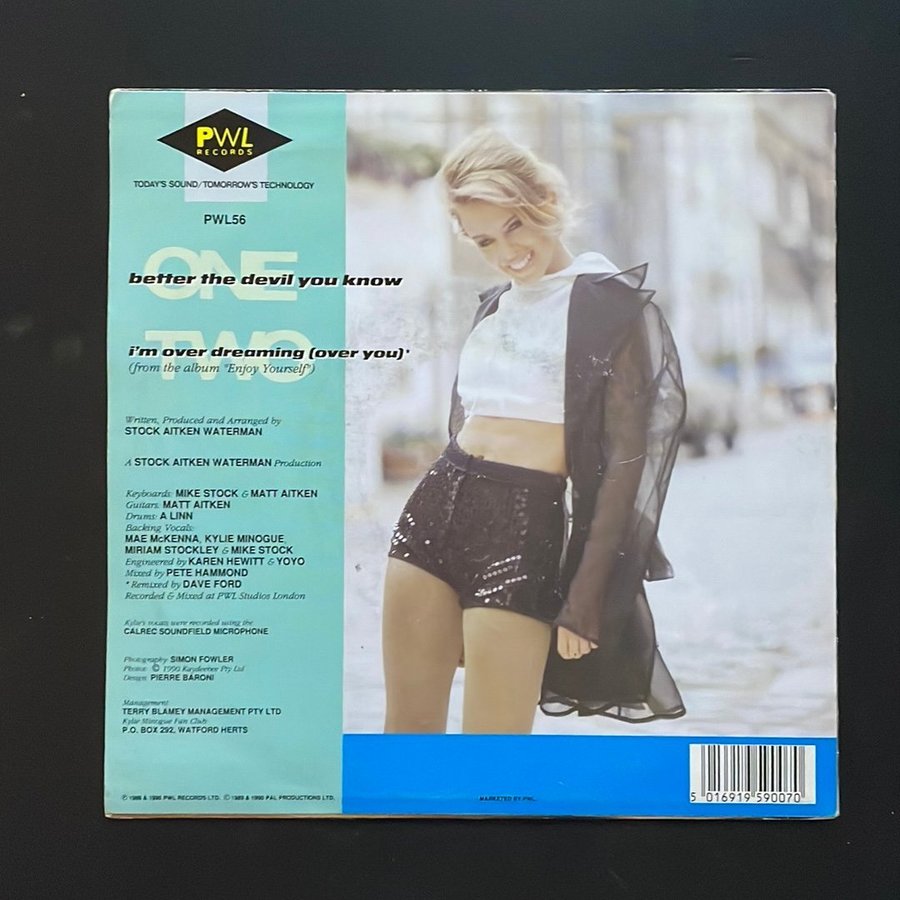 PWL
RECORDS
TODAY'S SOUND/TOMORROW'S TECHNOLOGY
PWL56
ONE
better the devil you know
TWO
i'm over dreaming (over you)*
(from the album "Enjoy Yourself")
Written, Produced and Arranged by
STOCK AITKEN WATERMAN
A STOCK AITKEN WATERMAN Production
Keyboards: MIKE STOCK & MATT AITKEN
Guitars: MATT AITKEN
Drums: A LINN
Backing Vocals:
MAE McKENNA, KYLIE MINOGUE,
MIRIAM STOCKLEY & MIKE STOCK
Engineered by KAREN HEWITT & YOYO
Mixed by PETE HAMMOND
* Remixed by DAVE FORD
Recorded & Mixed at PWL Studios London
Kylie's vocals were recorded using the
CALREC SOUNDFIELD MICROPHONE
Photography: SIMON FOWLER
Photos: © 1990 Kaydeebee Pty Ltd
Design: PIERRE BARONI
Management:
TERRY BLAMEY MANAGEMENT PTY LTD
Kylie Minogue Fan Club:
P.O. BOX 292, WATFORD HERTS
℗ 1989 & 1990 PWL RECORDS LTD. © 1989 & 1990 PAL PRODUCTIONS LTD.
MARKETED BY PWL.
5 016919 590070